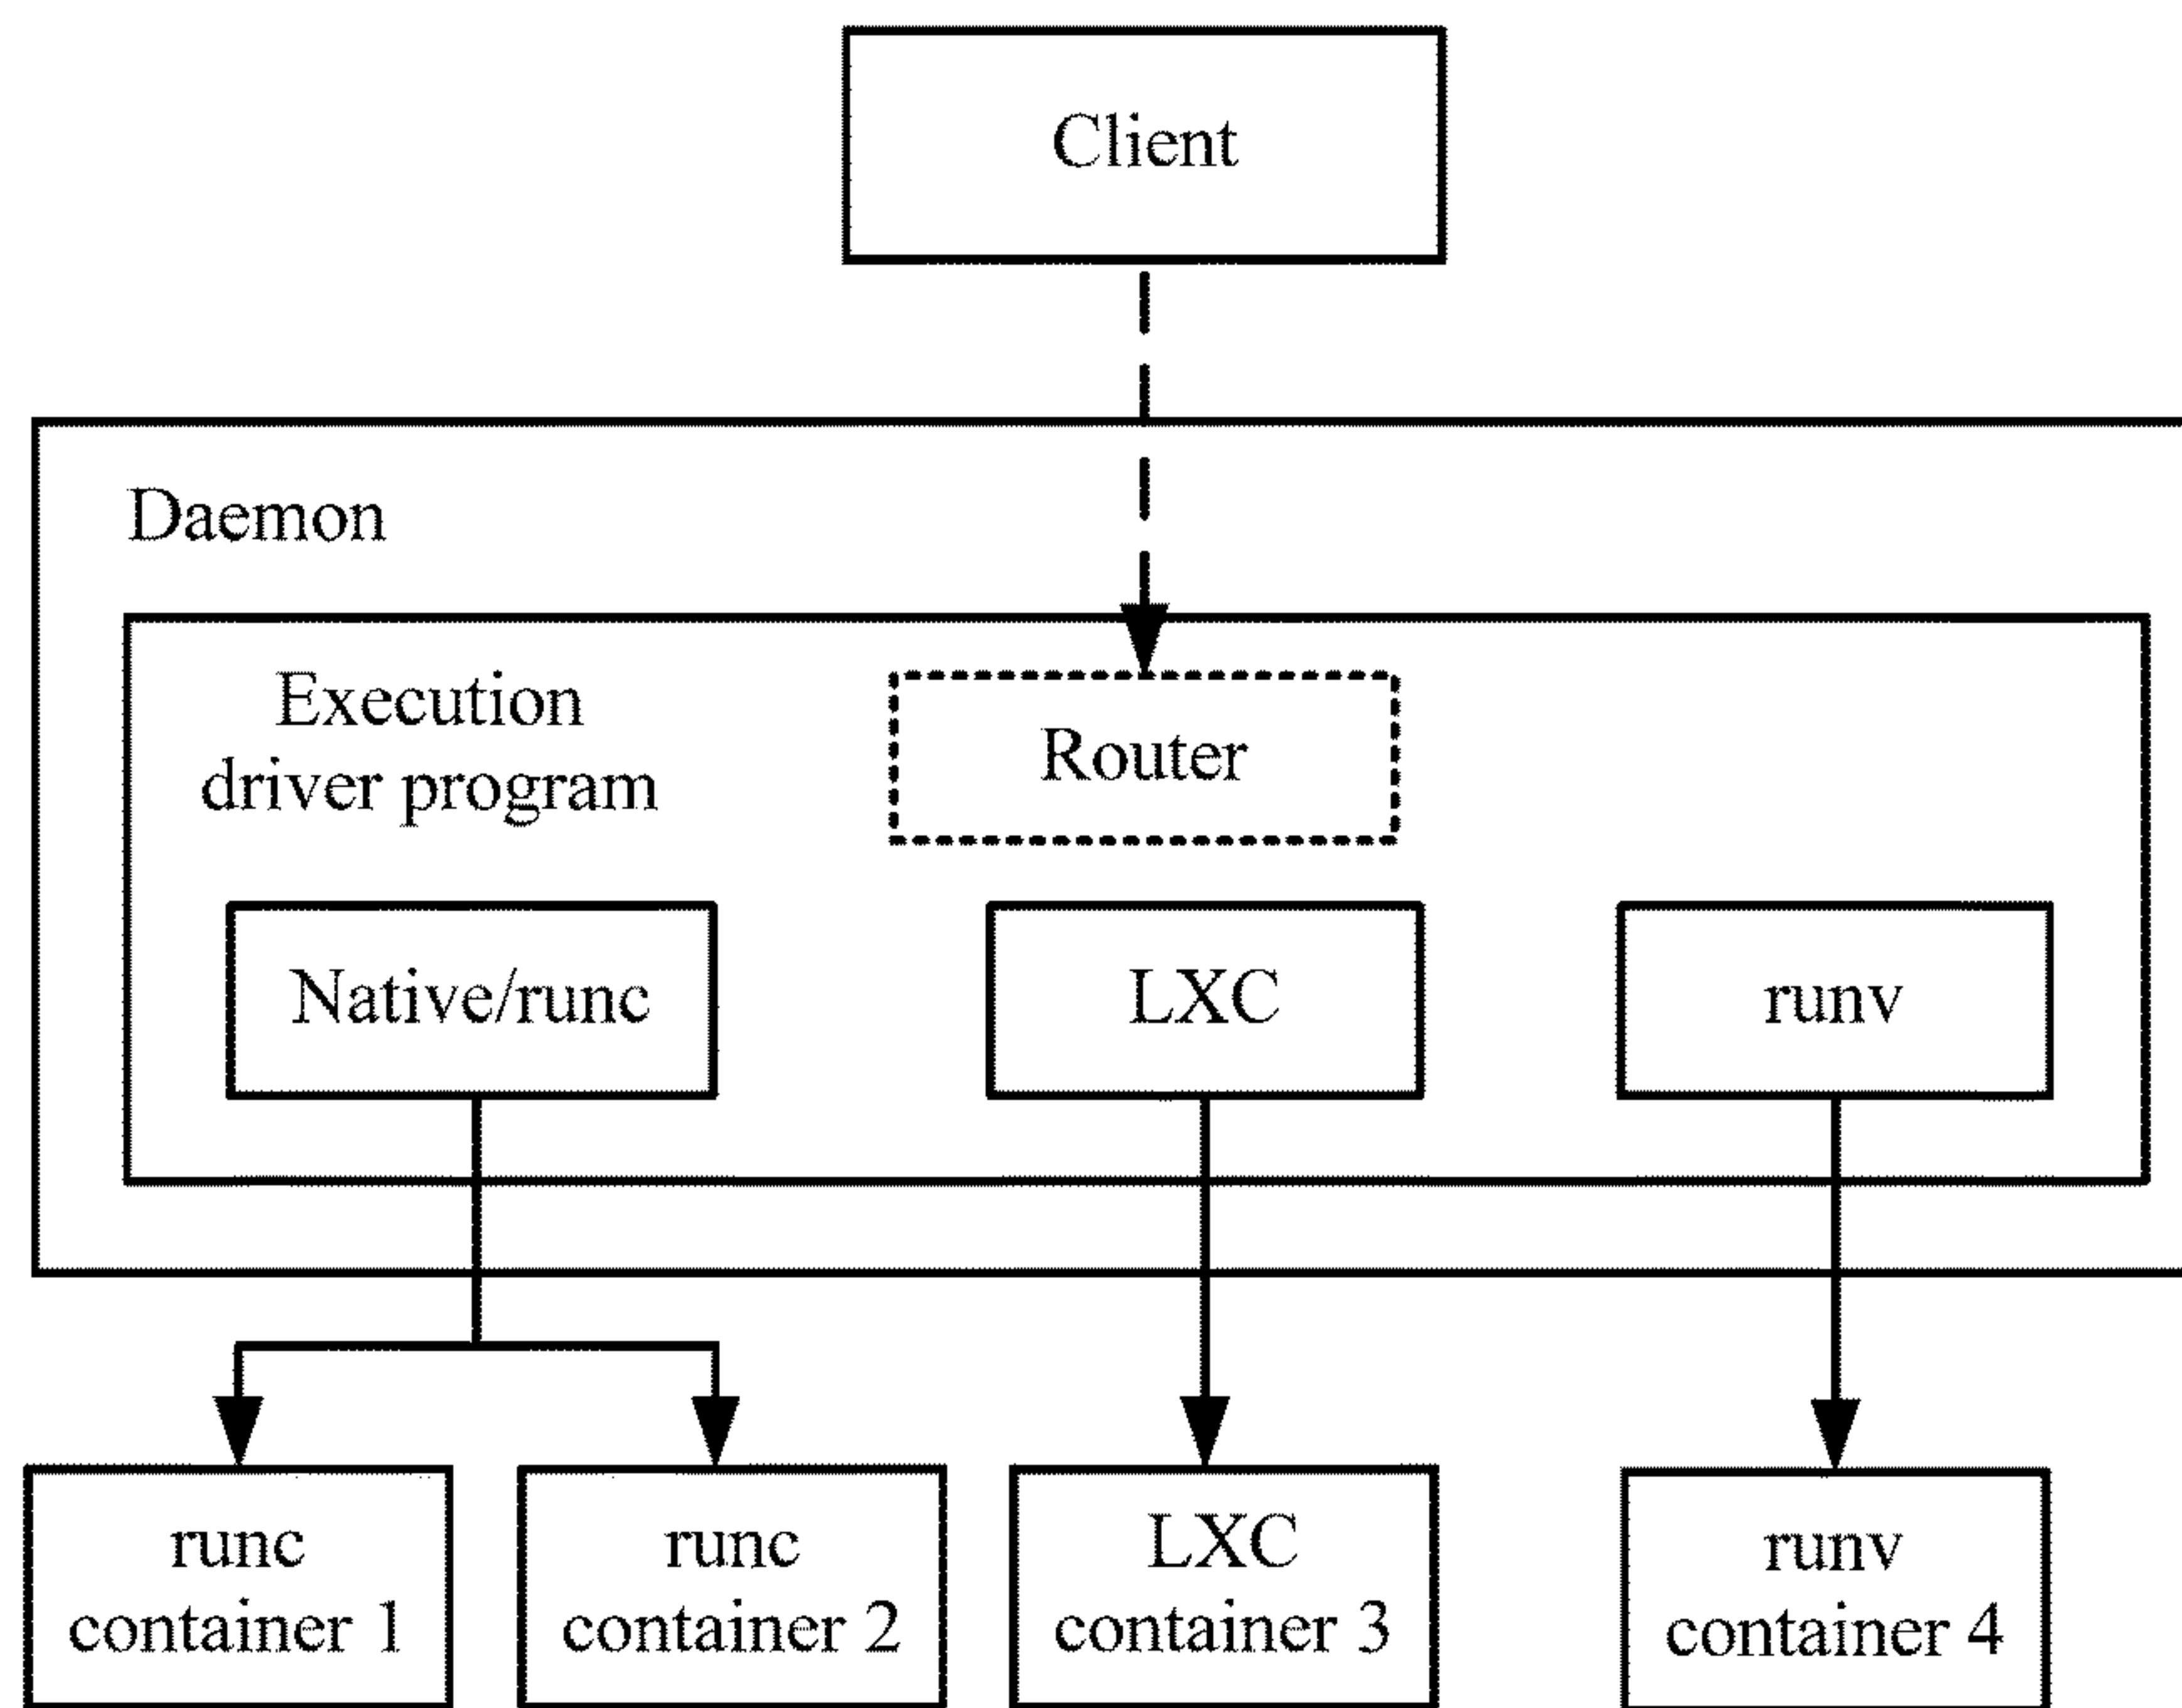 Client
Daemon
Execution
driver program
Router
Native/runc
LXC
runv
runc
container 1
runc
container 2
LXC
container 3
runv
container 4